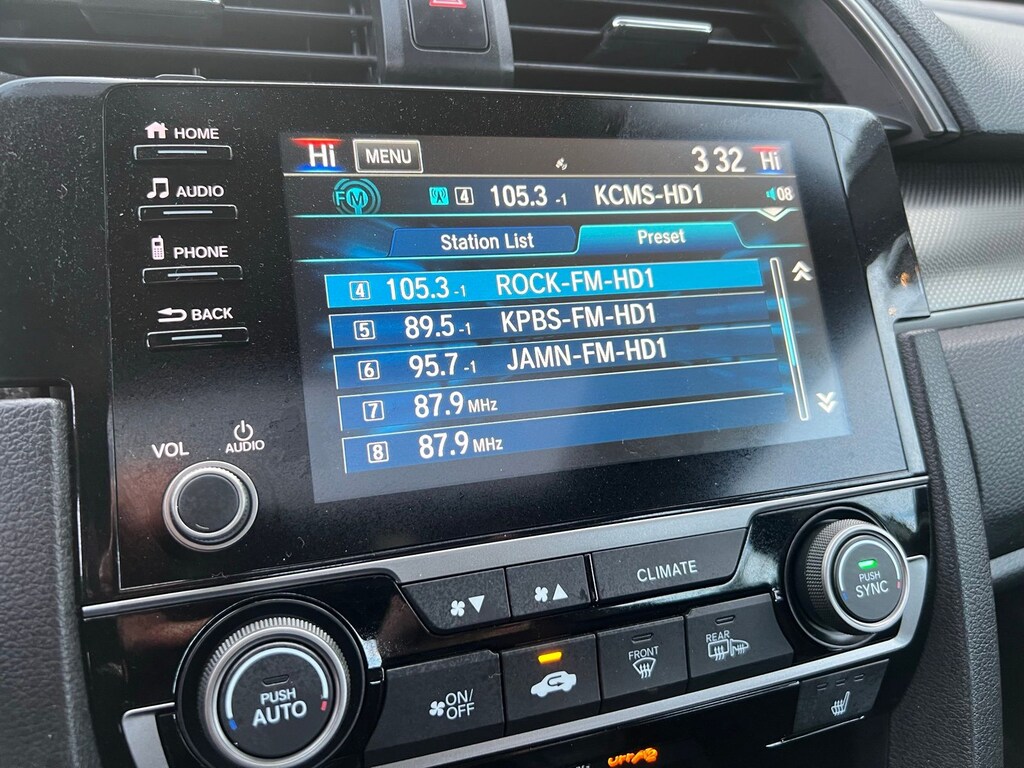 HOME
AUDIO
PHONE
BACK
VOL
AUDIO
Hi MENU 3 32 Hi
FM 4 105.3 -1 KCMS-HD1 08
Station List Preset
4 105.3 -1 ROCK-FM-HD1
5 89.5 -1 KPBS-FM-HD1
6 95.7 -1 JAMN-FM-HD1
7 87.9 MHz
8 87.9 MHz
CLIMATE
PUSH
SYNC
PUSH
AUTO
ON/
OFF
FRONT
REAR
OFF